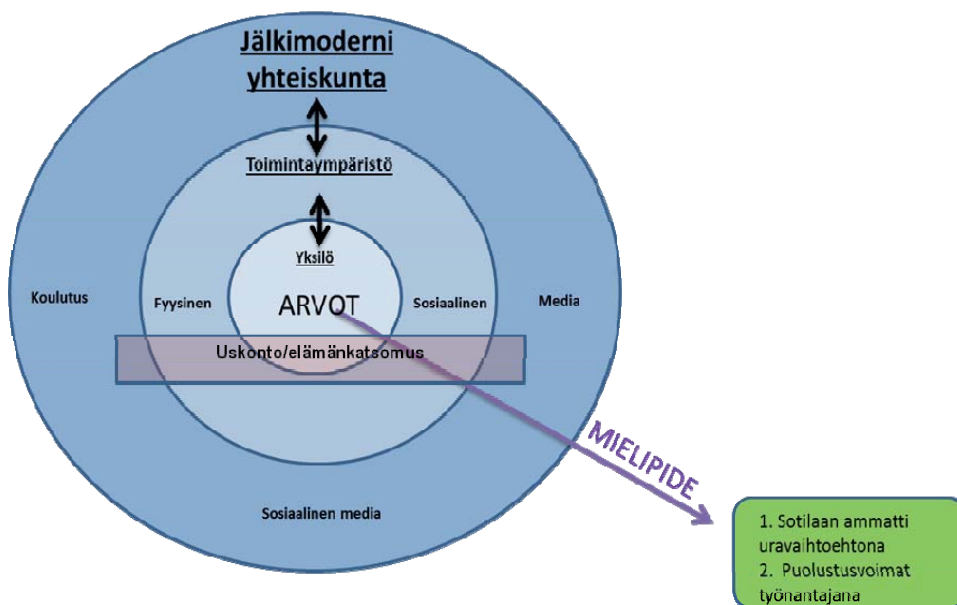 Jälkimoderni
yhteiskunta
Toimintaympäristö
Yksilö
Koulutus
Fyysinen
ARVOT
Sosiaalinen
Media
Uskonto/elämänkatsomus
MIELIPIDE
Sosiaalinen media
1. Sotilaan ammatti
uravaihtoehtona
2. Puolustusvoimat
työnantajana